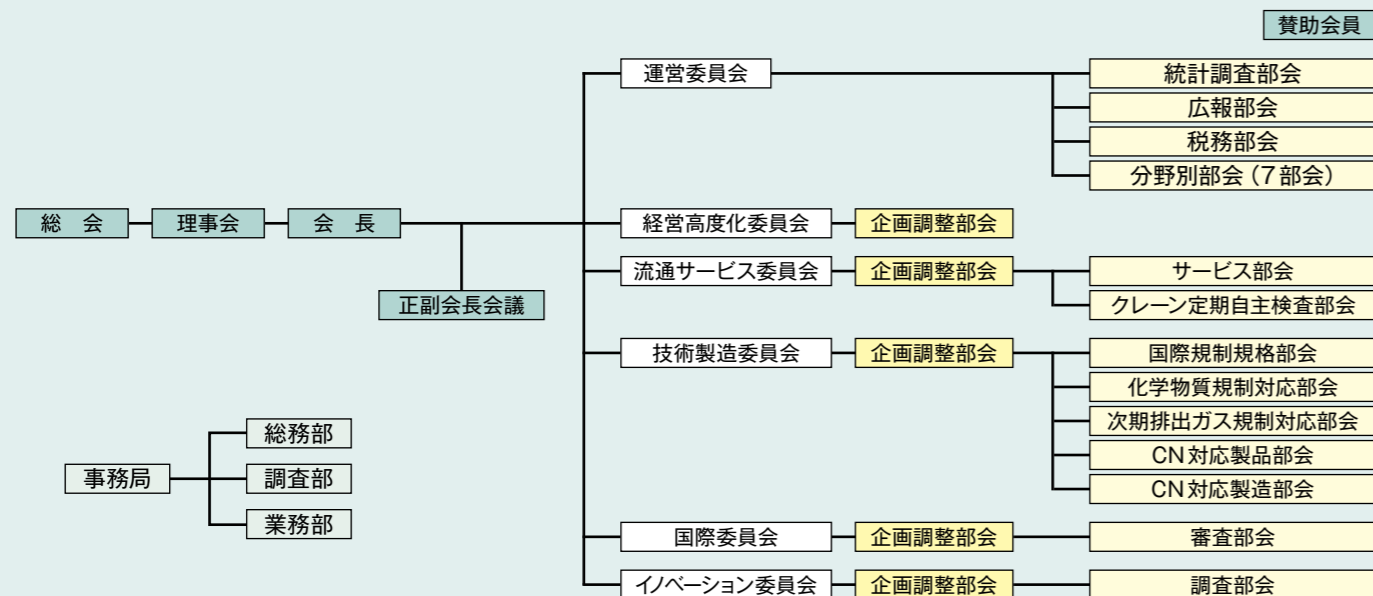 賛助会員
運営委員会
統計調査部会
広報部会
税務部会
分野別部会（7部会）
総　会
理事会
会　長
正副会長会議
経営高度化委員会
企画調整部会
流通サービス委員会
企画調整部会
サービス部会
クレーン定期自主検査部会
技術製造委員会
企画調整部会
国際規制規格部会
化学物質規制対応部会
次期排出ガス規制対応部会
CN対応製品部会
CN対応製造部会
国際委員会
企画調整部会
審査部会
イノベーション委員会
企画調整部会
調査部会
事務局
総務部
調査部
業務部